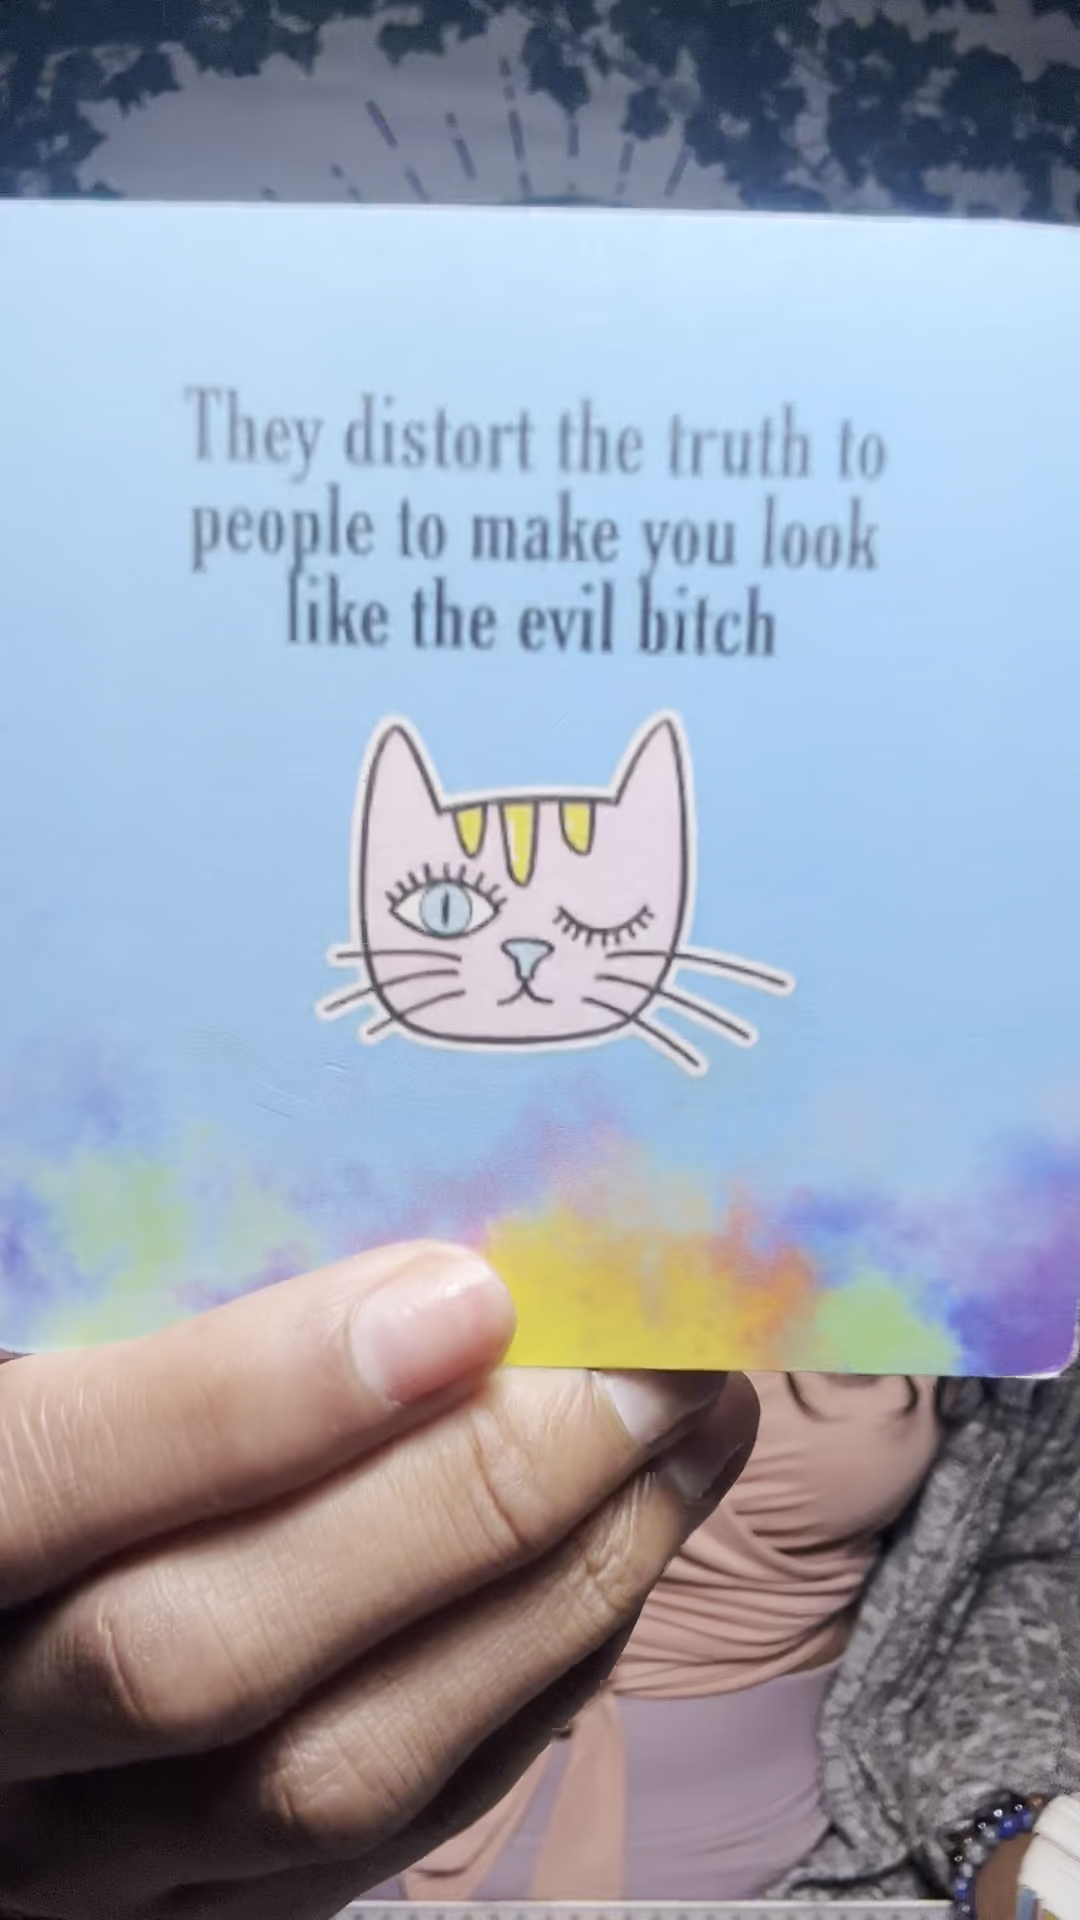 They distort the truth to
people to make you look
like the evil bitch